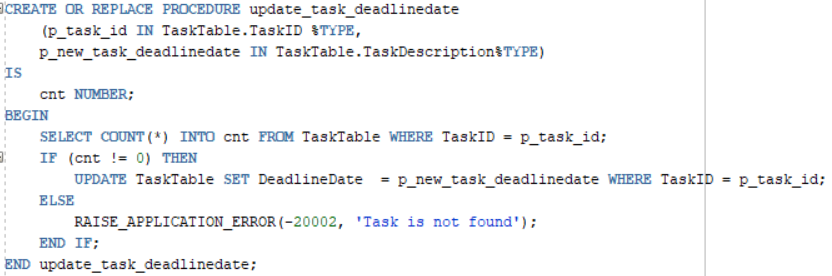 CREATE OR REPLACE PROCEDURE update_task_deadlinedate
(p_task_id IN TaskTable.TaskID %TYPE,
p_new_task_deadlinedate IN TaskTable.TaskDescription%TYPE)
IS
cnt NUMBER;
BEGIN
SELECT COUNT(*) INTO cnt FROM TaskTable WHERE TaskID = p_task_id;
IF (cnt != 0) THEN
UPDATE TaskTable SET DeadlineDate  = p_new_task_deadlinedate WHERE TaskID = p_task_id;
ELSE
RAISE_APPLICATION_ERROR(-20002, 'Task is not found');
END IF;
END update_task_deadlinedate;